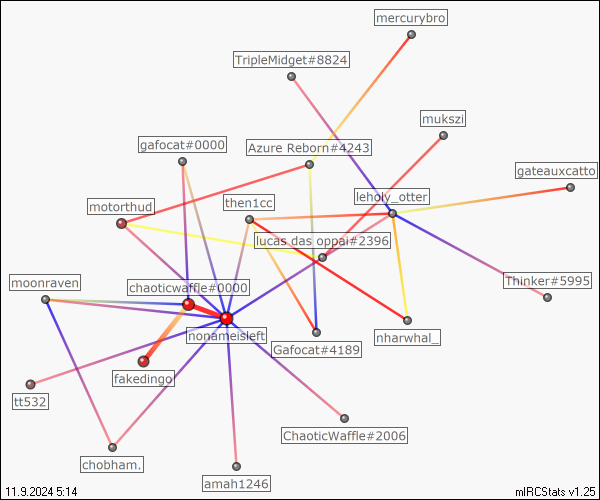 mercurybro
TripleMidget#8824
mukszi
gafocat#0000
Azure Reborn#4243
gateauxcatto
leholy_otter
motorthud
then1cc
lucas das oppai#2396
moonraven
chaoticwaffle#0000
Thinker#5995
nonameisleft
nharwhal_
Gafocat#4189
fakedingo
tt532
ChaoticWaffle#2006
chobham.
amah1246
11.9.2024 5:14
mIRCStats v1.25